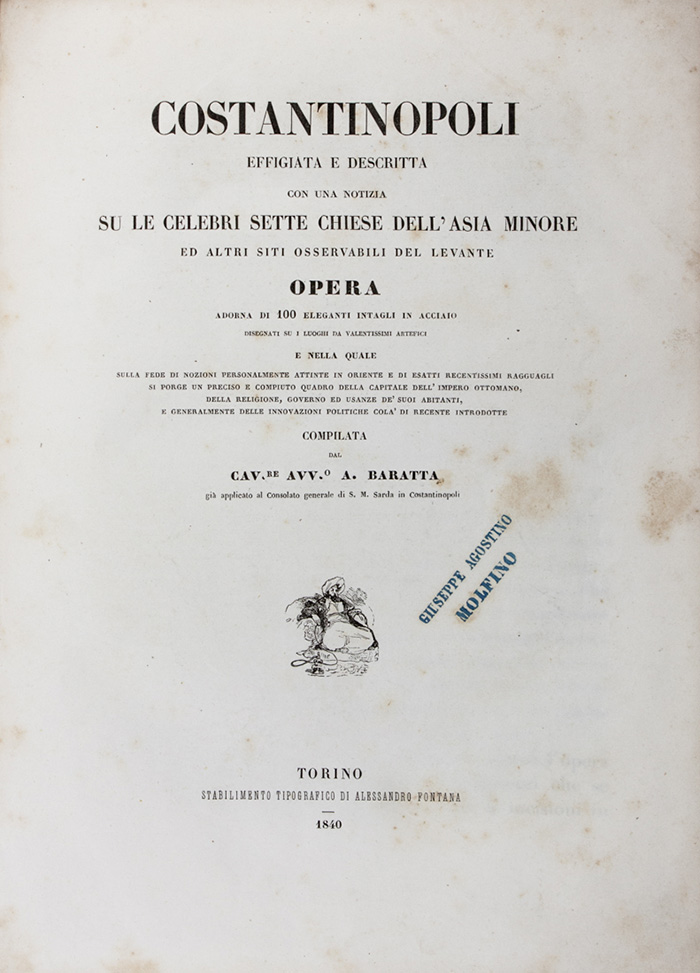 COSTANTINOPOLI
EFFIGIATA E DESCRITTA
CON UNA NOTIZIA
SU LE CELEBRI SETTE CHIESE DELL'ASIA MINORE
ED ALTRI SITI OSSERVABILI DEL LEVANTE
OPERA
ADORNA DI 100 ELEGANTI INTAGLI IN ACCIAIO
DISEGNATI SU I LUOGHI DA VALENTISSIMI ARTEFICI
E NELLA QUALE
SULLA FEDE DI NOZIONI PERSONALMENTE ATTINTE IN ORIENTE E DI ESATTI RECENTISSIMI RAGGUAGLI
SI PORGE UN PRECISO E COMPIUTO QUADRO DELLA CAPITALE DELL'IMPERO OTTOMANO,
DELLA RELIGIONE, GOVERNO ED USANZE DE' SUOI ABITANTI,
E GENERALMENTE DELLE INNOVAZIONI POLITICHE COLA' DI RECENTE INTRODOTTE
COMPILATA
DAL
CAV.RE AVV.O A. BARATTA
già applicato al Consolato generale di S. M. Sarda in Costantinopoli
GIUSEPPE AGOSTINO
MOLFINO
TORINO
STABILIMENTO TIPOGRAFICO DI ALESSANDRO FONTANA
1840